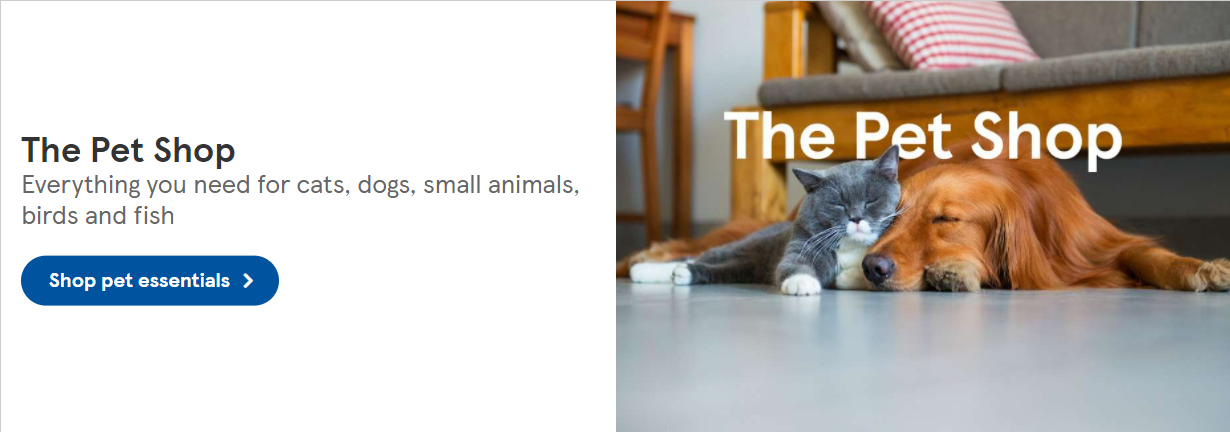 The Pet Shop
Everything you need for cats, dogs, small animals,
birds and fish
Shop pet essentials
The Pet Shop